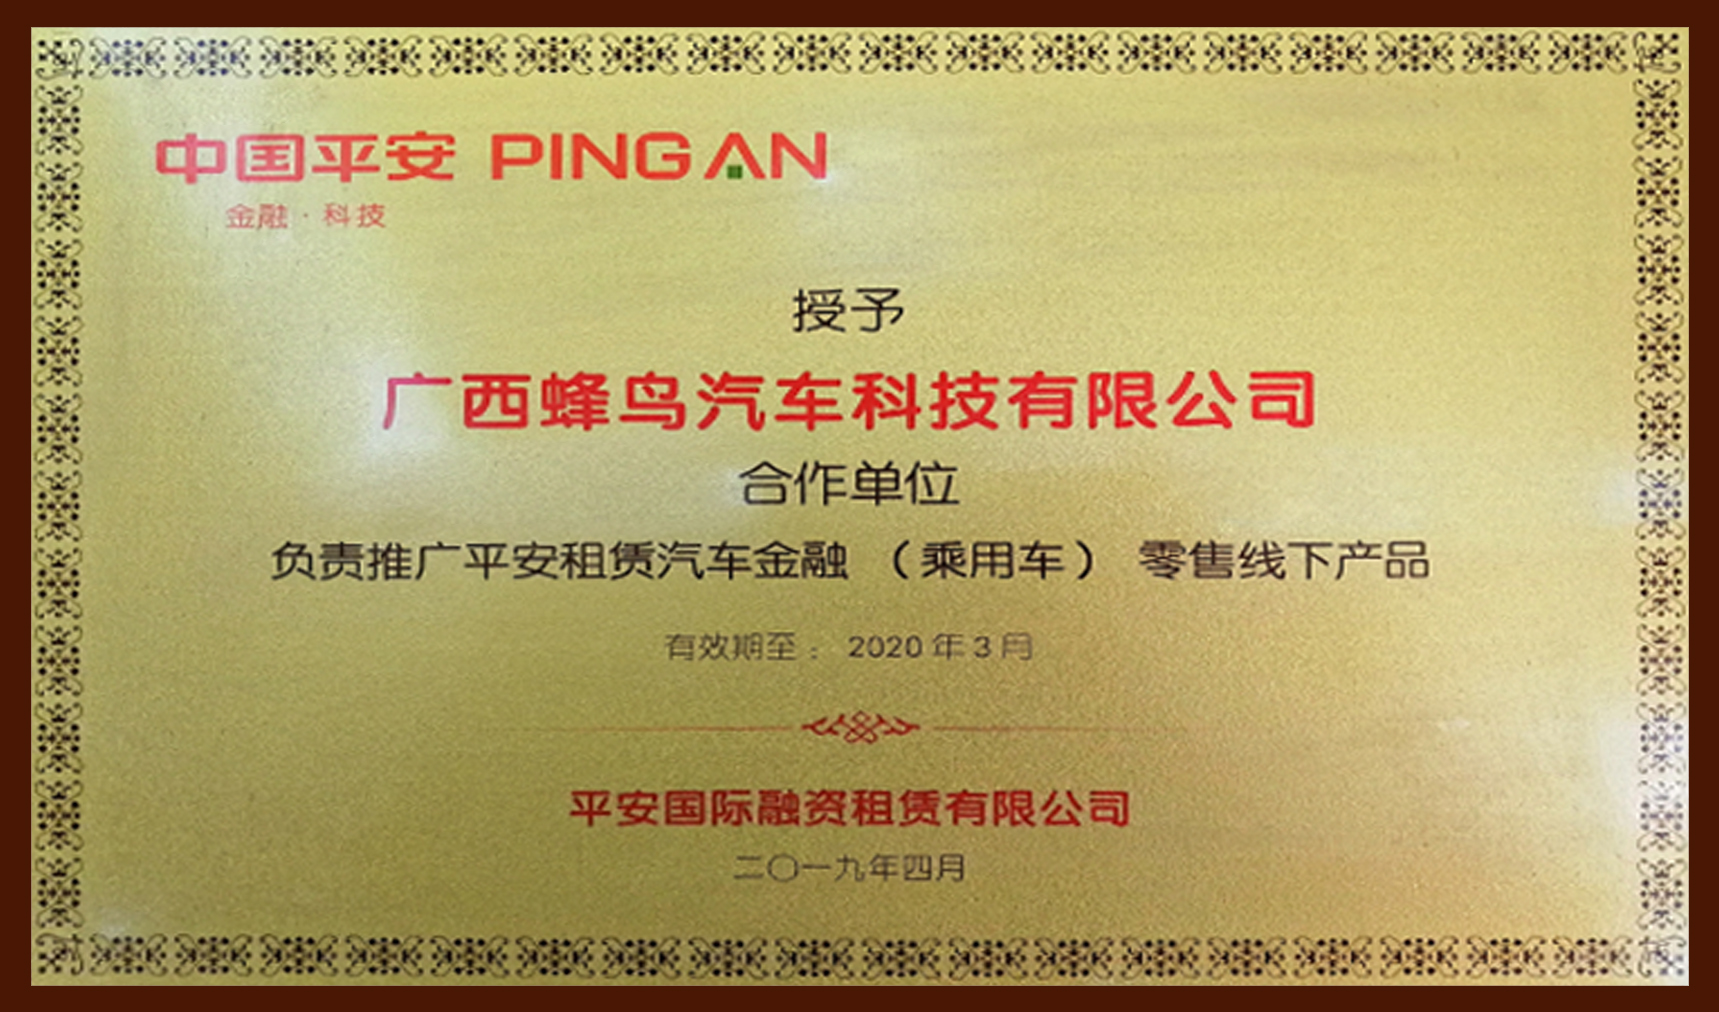 中国平安 PING AN
金融·科技
授予
广西蜂鸟汽车科技有限公司
合作单位
负责推广平安租赁汽车金融（乘用车）零售线下产品
有效期至：2020年3月
平安国际融资租赁有限公司
二〇一九年四月